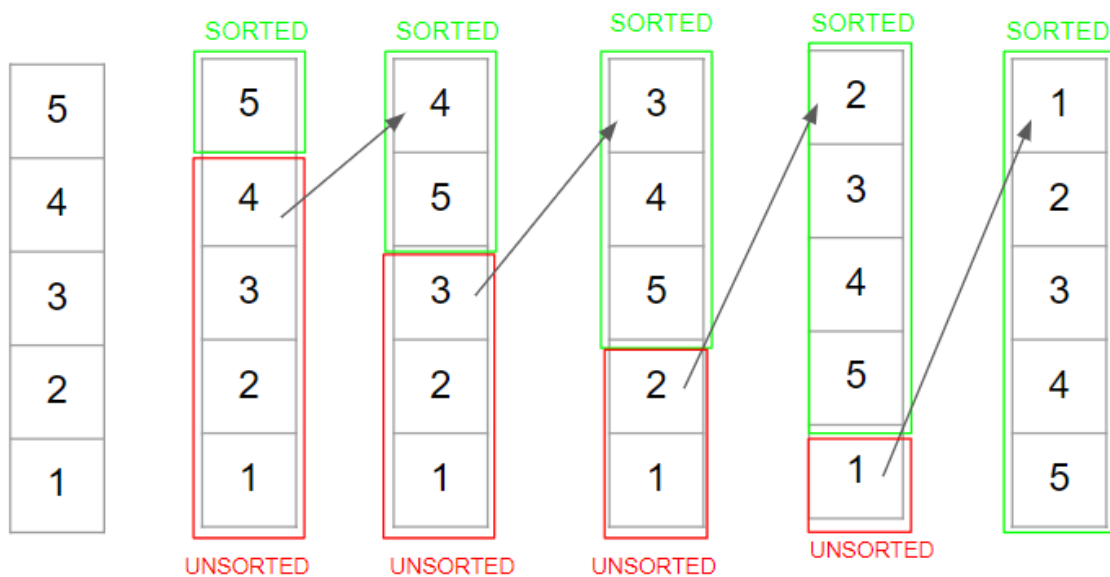 SORTED SORTED SORTED SORTED SORTED
5 5 4 3 2 1
4 4 5 4 3 2
3 3 3 5 4 3
2 2 2 2 5 4
1 1 1 1 1 5
UNSORTED UNSORTED UNSORTED UNSORTED